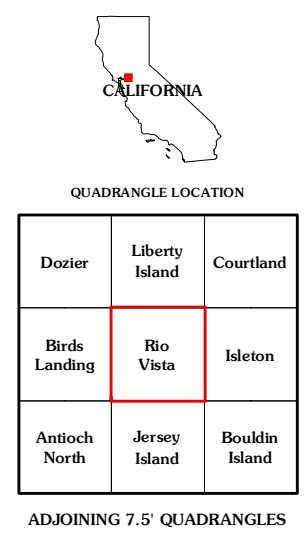 CALIFORNIA
QUADRANGLE LOCATION
Dozier
Liberty
Island
Courtland
Birds
Landing
Rio
Vista
Isleton
Antioch
North
Jersey
Island
Bouldin
Island
ADJOINING 7.5' QUADRANGLES